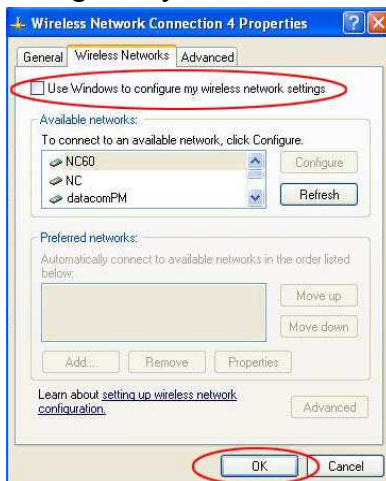 Wireless Network Connection 4 Properties
General Wireless Networks Advanced
Use Windows to configure my wireless network settings
Available networks:
To connect to an available network, click Configure.
NC60
Configure
NC
datacomPM
Refresh
Preferred networks:
Automatically connect to available networks in the order listed
below:
Move up
Move down
Add... Remove Properties
Learn about setting up wireless network
configuration.
Advanced
OK Cancel